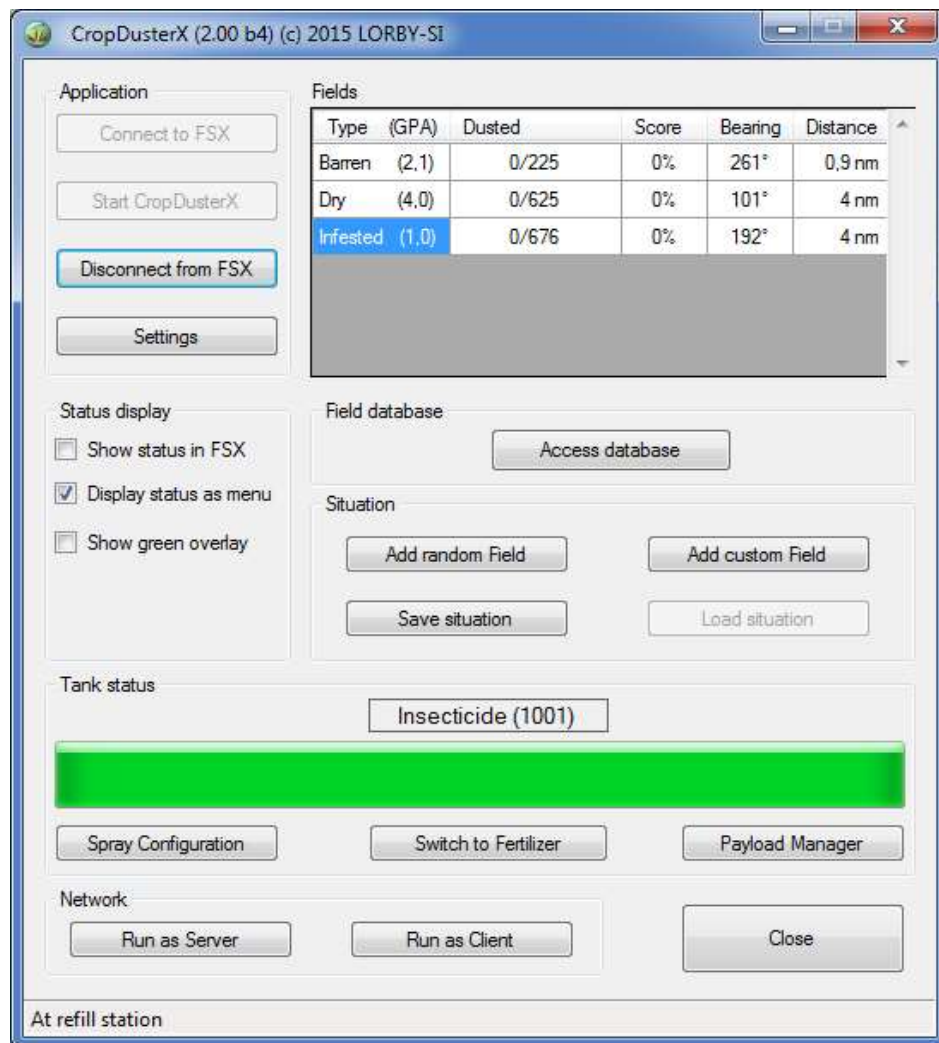 CropDusterX (2.00 b4) (c) 2015 LORBY-SI
Application
Connect to FSX
Start CropDusterX
Disconnect from FSX
Settings
Fields
Type (GPA) Dusted Score Bearing Distance
Barren (2,1) 0/225 0% 261° 0,9 nm
Dry (4,0) 0/625 0% 101° 4 nm
Infested (1,0) 0/676 0% 192° 4 nm
Status display
Show status in FSX
Display status as menu
Show green overlay
Field database
Access database
Situation
Add random Field Add custom Field
Save situation Load situation
Tank status
Insecticide (1001)
Spray Configuration Switch to Fertilizer Payload Manager
Network
Run as Server Run as Client Close
At refill station